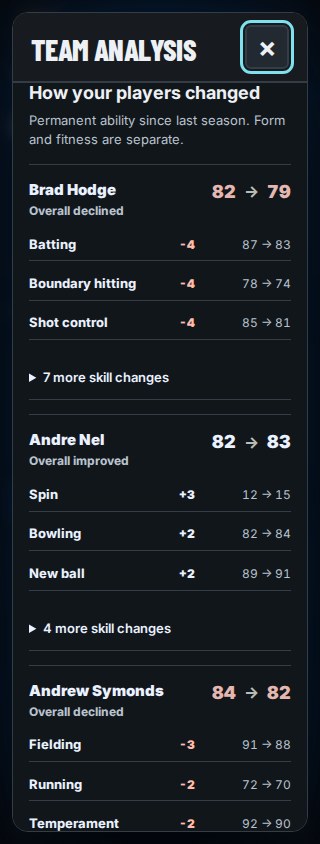 TEAM ANALYSIS
×
How your players changed
Permanent ability since last season. Form
and fitness are separate.
Brad Hodge 82 → 79
Overall declined
Batting -4 87 → 83
Boundary hitting -4 78 → 74
Shot control -4 85 → 81
▶ 7 more skill changes
Andre Nel 82 → 83
Overall improved
Spin +3 12 → 15
Bowling +2 82 → 84
New ball +2 89 → 91
▶ 4 more skill changes
Andrew Symonds 84 → 82
Overall declined
Fielding -3 91 → 88
Running -2 72 → 70
Temperament -2 92 → 90